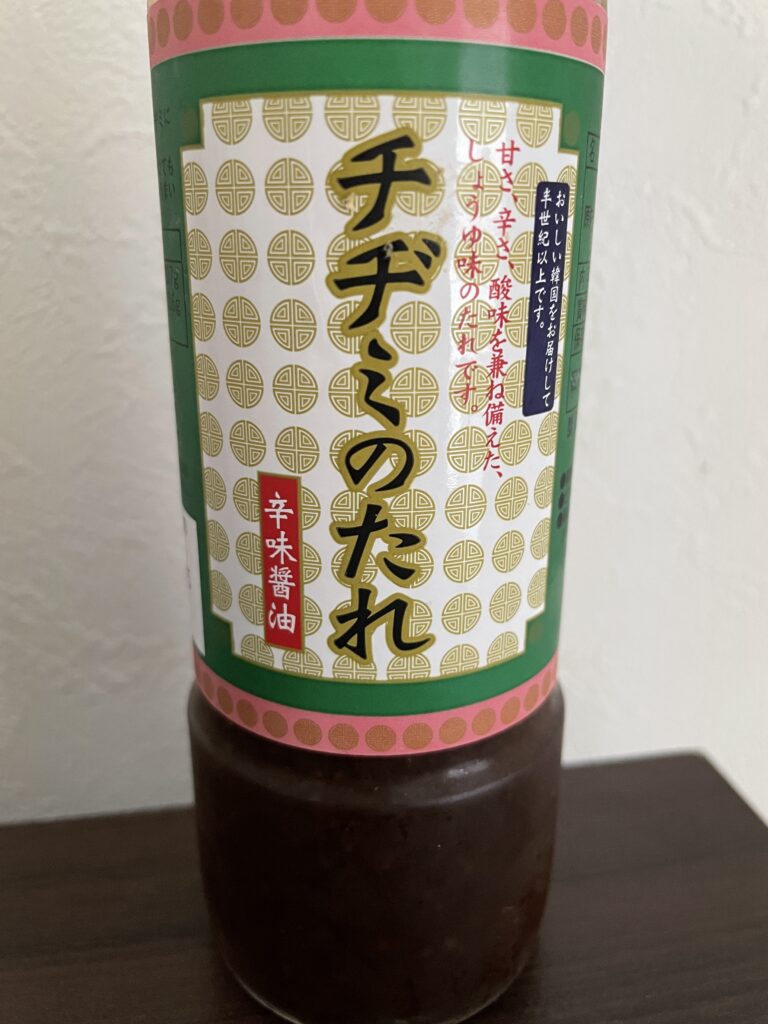 おいしい韓国をお届けして
半世紀以上です。
甘さ、辛さ、酸味を兼ね備えた、
しょうゆ味のたれです。
チヂミのたれ
辛味醤油